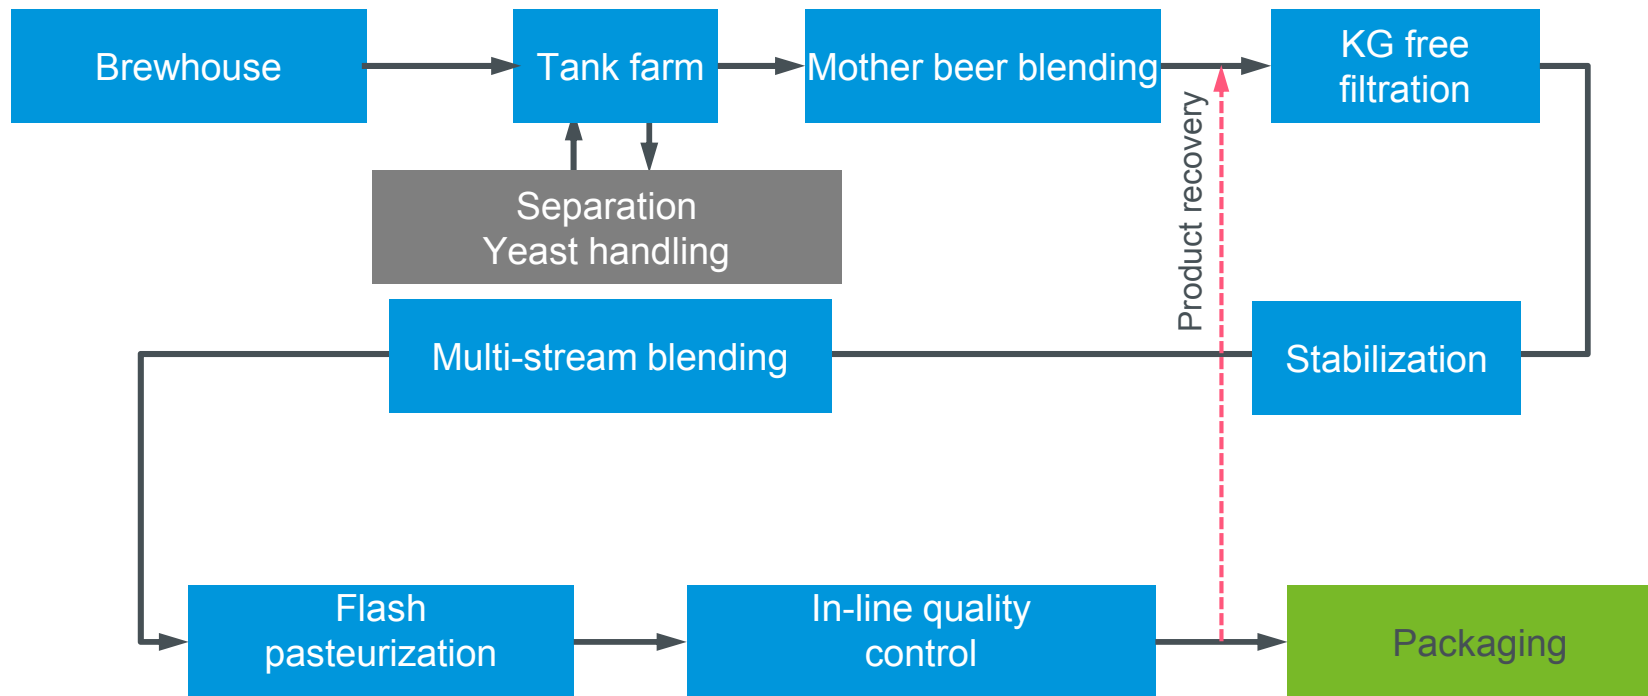 Brewhouse
Tank farm
Mother beer blending
KG free
filtration
Separation
Yeast handling
Product recovery
Multi-stream blending
Stabilization
Flash
pasteurization
In-line quality
control
Packaging